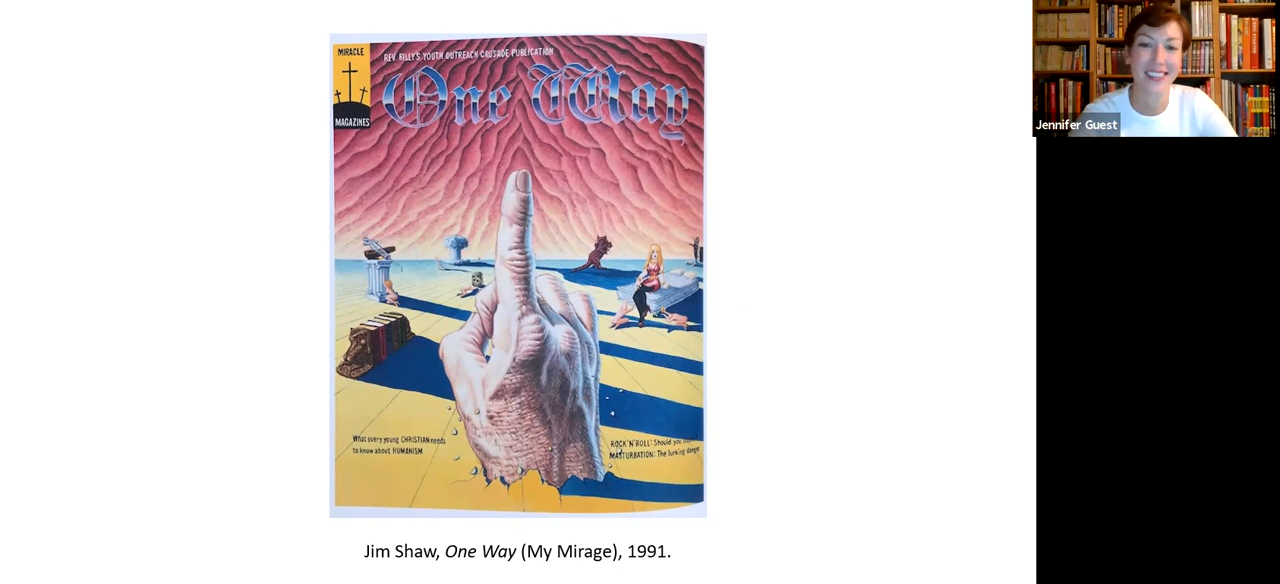 MIRACLE
MAGAZINES
REV. BILLY'S YOUTH OUTREACH CRUSADE PUBLICATION
One Way
What every young CHRISTIAN needs
to know about HUMANISM
ROCK'N'ROLL: Should you
MASTURBATION: The lurking danger
Jim Shaw, One Way (My Mirage), 1991.
Jennifer Guest